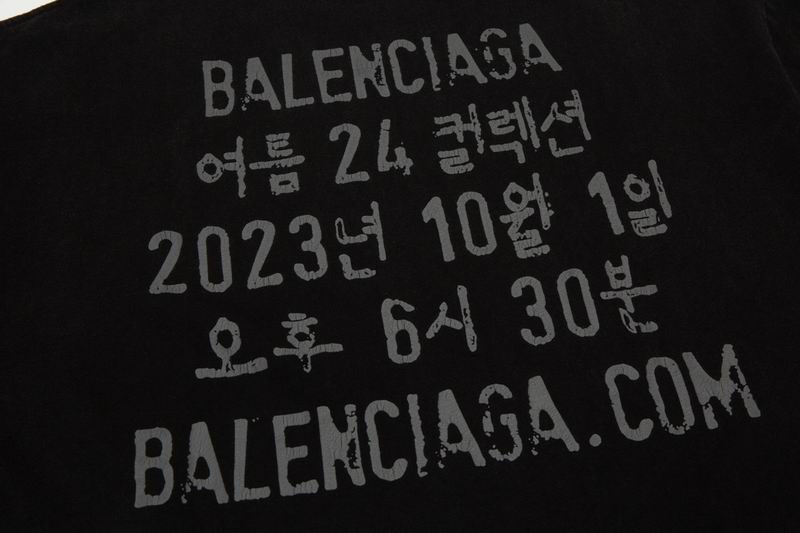 BALENCIAGA
여름 24 컬렉션
2023년 10월 1일
오후 6시 30분
BALENCIAGA.COM